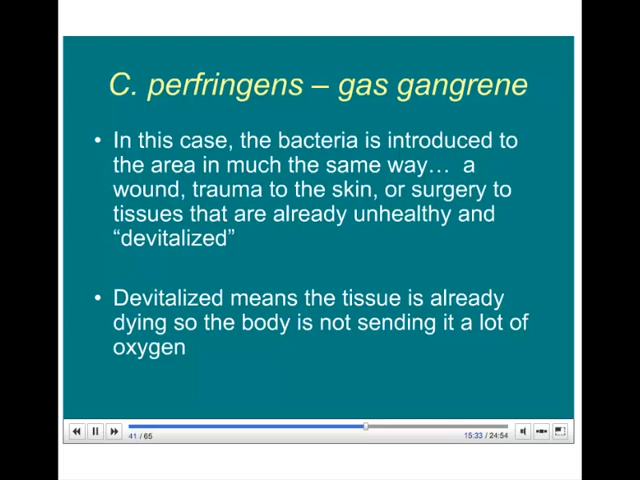 C. perfringens – gas gangrene
• In this case, the bacteria is introduced to
the area in much the same way… a
wound, trauma to the skin, or surgery to
tissues that are already unhealthy and
“devitalized”
• Devitalized means the tissue is already
dying so the body is not sending it a lot of
oxygen
41 / 65
15:33 / 24:54